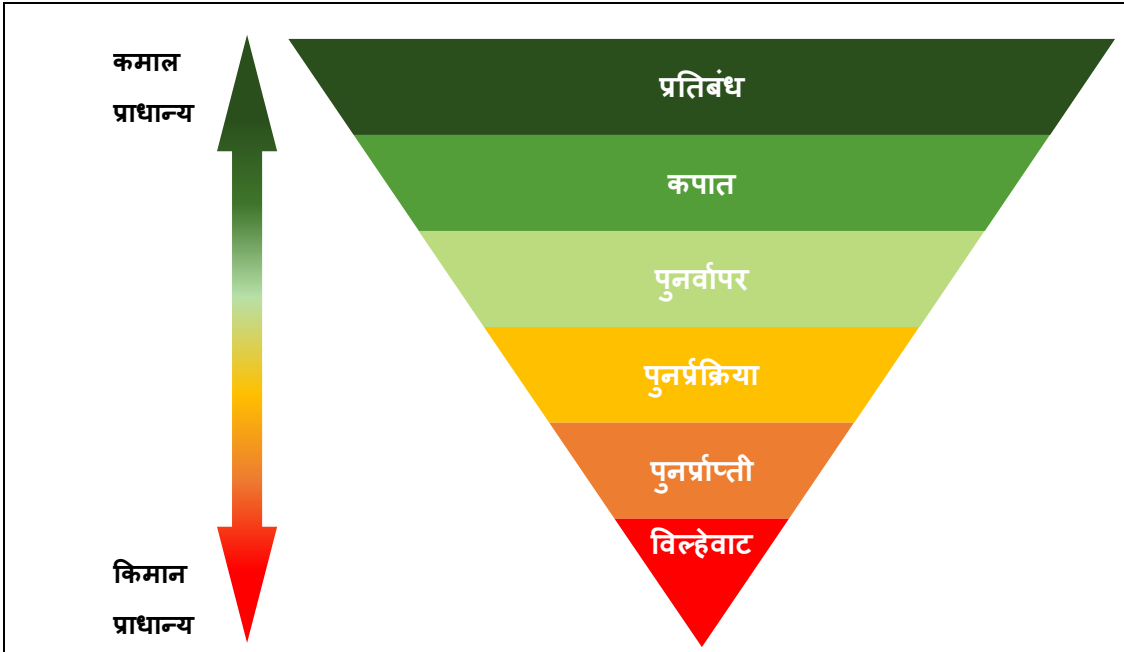 कमाल
प्राधान्य
प्रतिबंध
कपात
पुनर्वापर
पुनर्प्रक्रिया
पुनर्प्राप्ती
विल्हेवाट
किमान
प्राधान्य